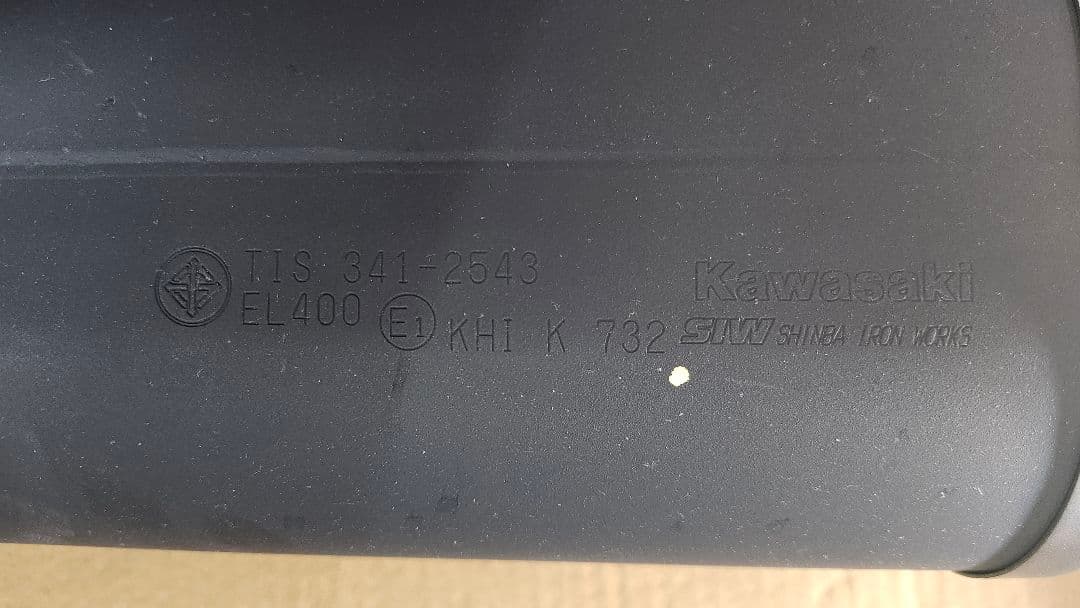 TIS 341-2543
EL400
E1 KHI K 732
Kawasaki
SIW SHINBA IRON WORKS